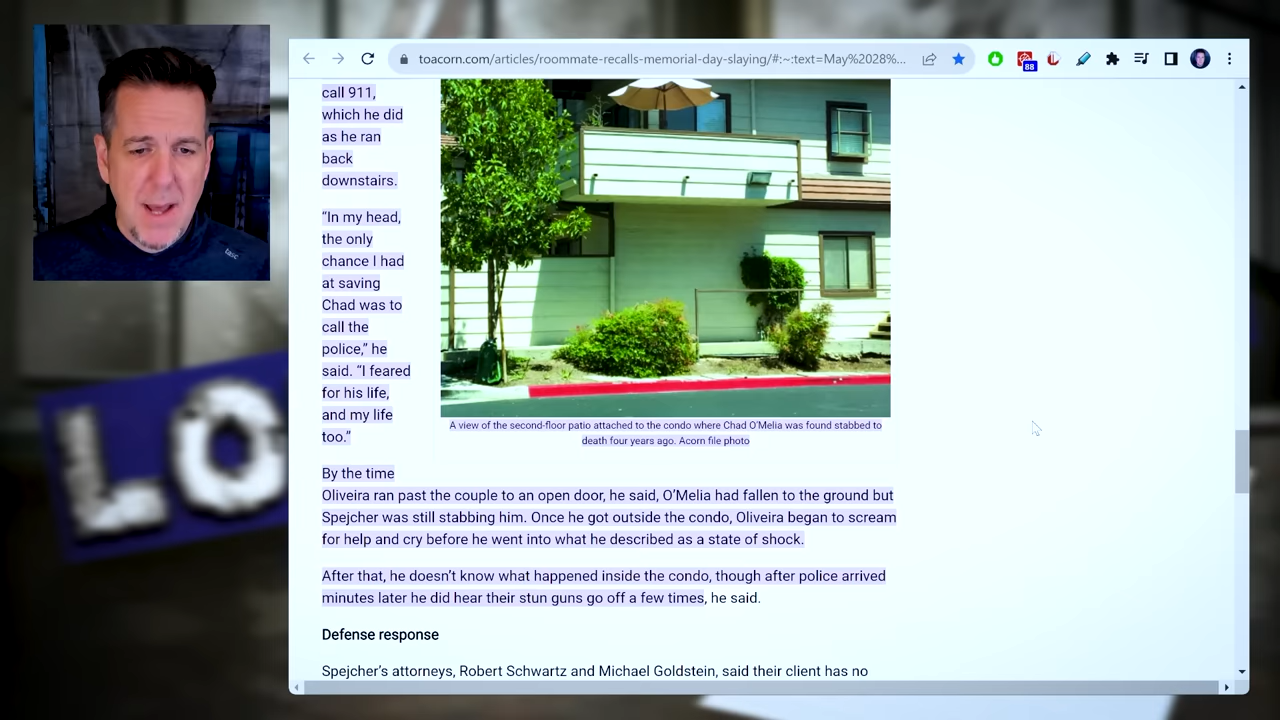 toacorn.com/articles/roommate-recalls-memorial-day-slaying/#:~:text=May%2028%...
88
call 911,
which he did
as he ran
back
downstairs.
“In my head,
the only
chance I had
at saving
Chad was to
call the
police,” he
said. “I feared
for his life,
and my life
too.”
A view of the second-floor patio attached to the condo where Chad O’Melia was found stabbed to
death four years ago. Acorn file photo
By the time
Oliveira ran past the couple to an open door, he said, O’Melia had fallen to the ground but
Spejcher was still stabbing him. Once he got outside the condo, Oliveira began to scream
for help and cry before he went into what he described as a state of shock.
After that, he doesn’t know what happened inside the condo, though after police arrived
minutes later he did hear their stun guns go off a few times, he said.
Defense response
Spejcher’s attorneys, Robert Schwartz and Michael Goldstein, said their client has no
tasc
LO